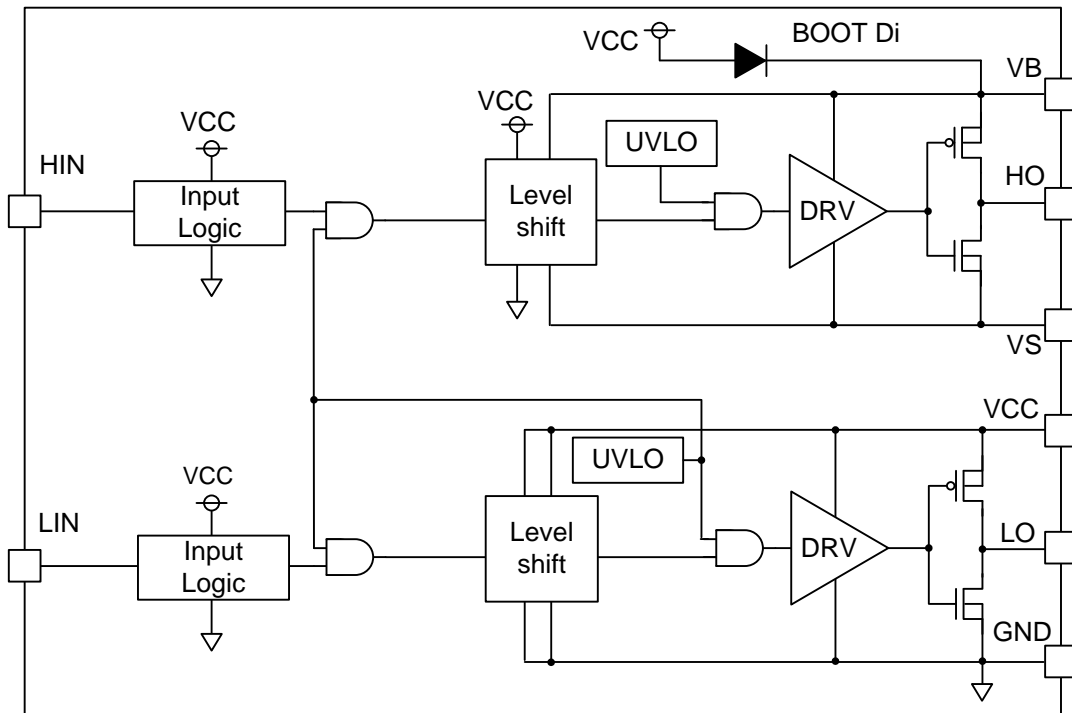 VCC
BOOT Di
VB
VCC
VCC
UVLO
HIN
Input
Logic
Level
shift
DRV
HO
VS
VCC
UVLO
VCC
LIN
Input
Logic
Level
shift
DRV
LO
GND